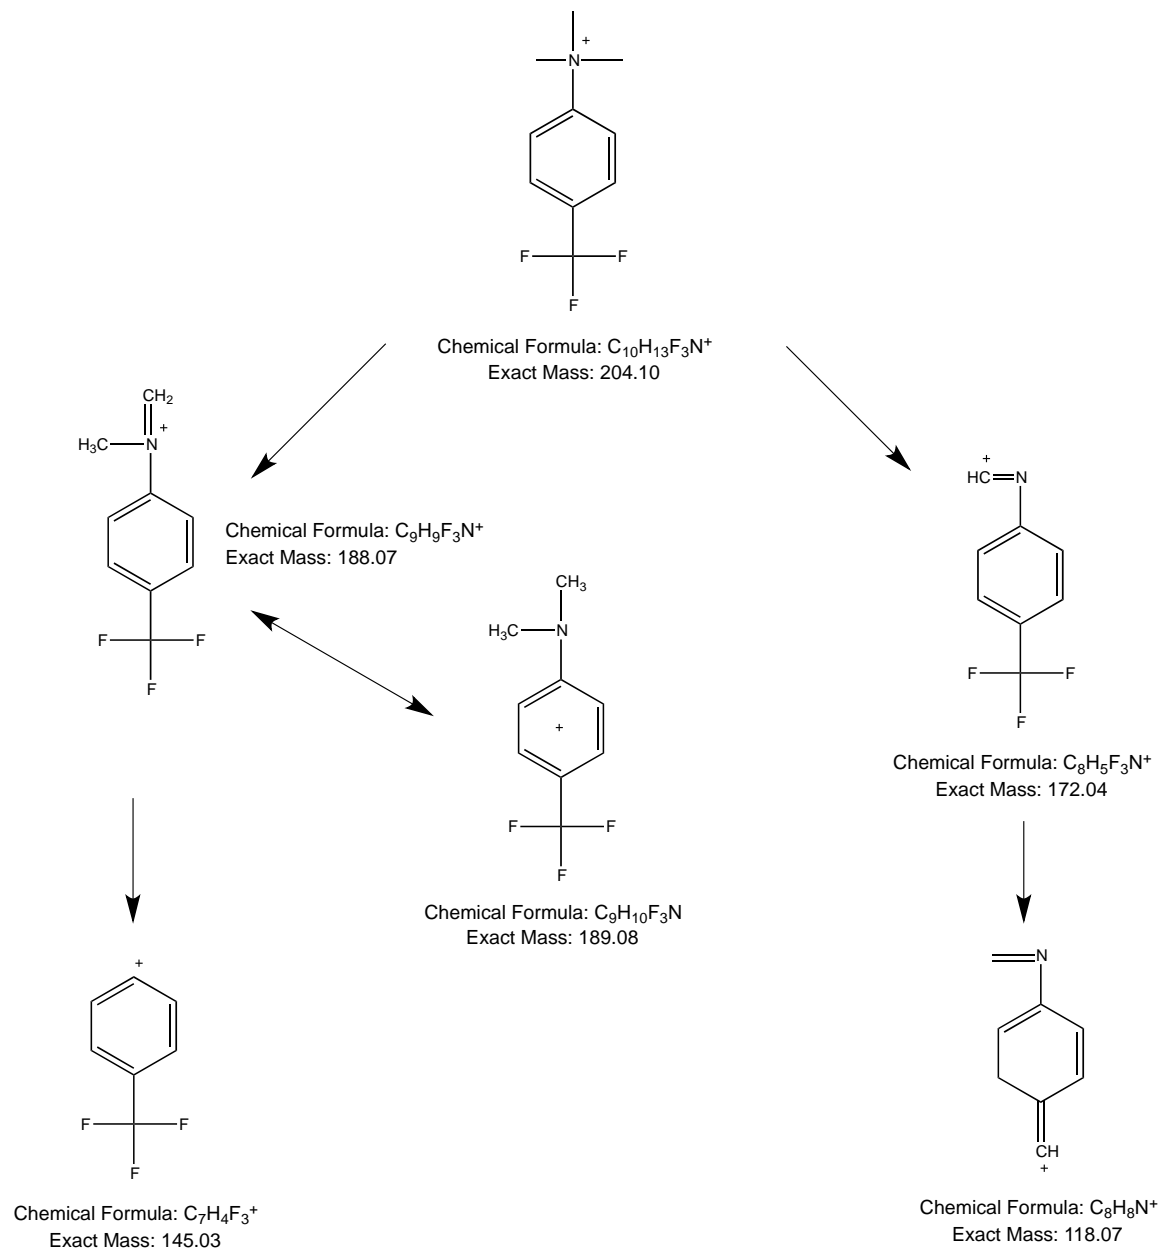 +
N
F
F
F
Chemical Formula: C₁₀H₁₃F₃N⁺
Exact Mass: 204.10
CH₂
+
H₃C
N
F
F
F
Chemical Formula: C₉H₉F₃N⁺
Exact Mass: 188.07
+
HC
N
F
F
F
Chemical Formula: C₈H₅F₃N⁺
Exact Mass: 172.04
CH₃
H₃C
N
+
F
F
F
Chemical Formula: C₉H₁₀F₃N
Exact Mass: 189.08
+
F
F
F
Chemical Formula: C₇H₄F₃⁺
Exact Mass: 145.03
N
CH
+
Chemical Formula: C₈H₈N⁺
Exact Mass: 118.07